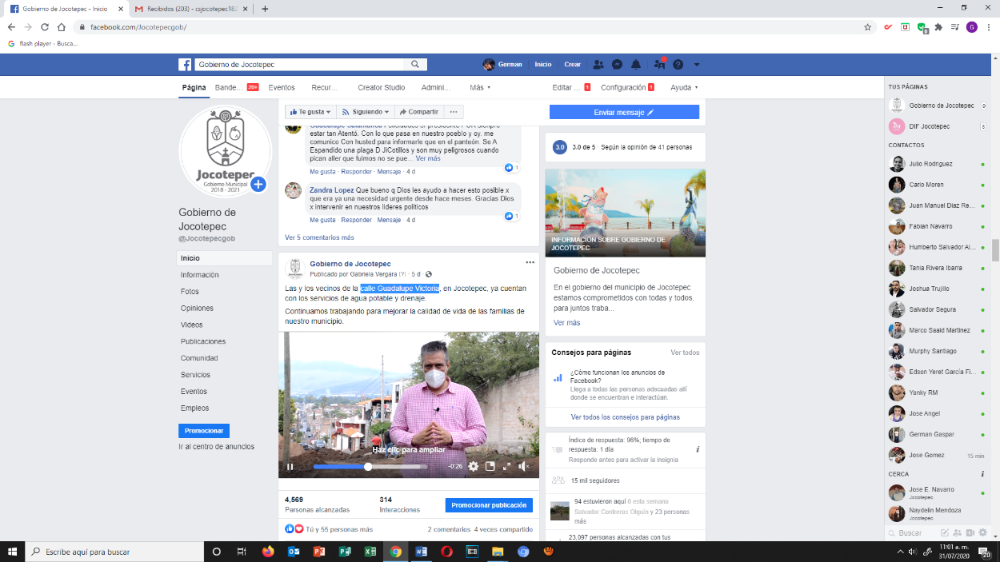 Gobierno de Jocotepec - Inicio
Recibidos (203) - csjocotepec182
facebook.com/Jocotepecgob/
G
flash player - Busca...
Gobierno de Jocotepec
German
Inicio
Crear
Página
Bande... 20+
Eventos
Recur...
Creator Studio
Admini...
Más
Editar ... 1
Configuración 1
Ayuda
Jocotepec
Gobierno Municipal
2018 - 2021
Gobierno de
Jocotepec
@Jocotepecgob
Inicio
Información
Fotos
Opiniones
Videos
Publicaciones
Comunidad
Servicios
Eventos
Empleos
Promocionar
Ir al centro de anuncios
Te gusta
Siguiendo
Compartir
Guadalupe Salamanca Felicidades sr presidente POR siempre
estar tan Atentó. Con lo que pasa en nuestro poeblo y oy. me
comunico Con husted para informarle que en el panteón. Se A
Espandido una plaga D JiCotIllos y son muy peligrosos cuando
pican aller que fuimos no se pue... Ver más
Me gusta · Responder · Mensaje · 4 d
1
Zandra Lopez Que bueno q Dios les ayudo a hacer esto posible x
que era ya una necesidad urgente desde hace meses Gracias Dios
x intervenir en nuestros lideres politicos
Me gusta · Responder · Mensaje · 4 d
1
Ver 5 comentarios más
Gobierno de Jocotepec
Publicado por Gabriela Vergara [?] · 5 d ·
Las y los vecinos de la calle Guadalupe Victoria, en Jocotepec, ya cuentan
con los servicios de agua potable y drenaje.
Continuamos trabajando para mejorar la calidad de vida de las familias de
nuestro municipio.
Haz clic para ampliar
-0:26
4,569
Personas alcanzadas
314
Interacciones
Promocionar publicación
Tú y 55 personas más
2 comentarios 4 veces compartido
Enviar mensaje
3.0
3.0 de 5 · Según la opinión de 41 personas
INFORMACIÓN SOBRE GOBIERNO DE
JOCOTEPEC
Gobierno de Jocotepec
En el gobierno del municipio de Jocotepec
estamos comprometidos con todas y todos,
para juntos traba...
Ver más
Consejos para páginas
Ver todos
¿Cómo funcionan los anuncios de
Facebook?
Llega a todas las personas adecuadas allí
donde se encuentran e interactúan.
Ver todos los consejos para páginas
Índice de respuesta: 96%; tiempo de
respuesta: 1 día
Responde antes para activar la insignia
15 mil seguidores
94 estuvieron aquí 0 esta semana
Salvador Contreras Olguín y 23 personas
más
23,097 personas alcanzadas con tus
TUS PÁGINAS
Gobierno de Jocotepec 0
DIF Jocotepec 8
CONTACTOS
Julio Rodriguez
Carlo Moren
Juan Manuel Diaz Re...
Fabian Navarro
Humberto Salvador Al...
Tania Rivera Ibarra
Joshua Trujillo
Salvador Segura
Marco Saaid Martinez
Murphy Santiago
Edson Yeret García Fi...
Yanky RM
Jose Angel
German Gaspar
Jose Gomez 15 min
CERCA
Jose E. Navarro
Jocotepec
Naydelin Mendoza
Jocotepec
Buscar
Escribe aquí para buscar
11:01 a. m.
31/07/2020
20